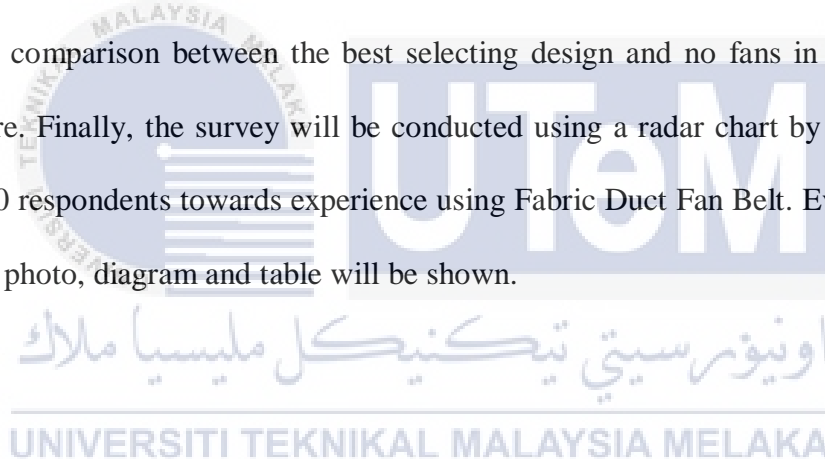 comparison between the best selecting design and no fans in
re. Finally, the survey will be conducted using a radar chart by
0 respondents towards experience using Fabric Duct Fan Belt. Ev
photo, diagram and table will be shown.
UTeM
اونيۏرسيتي تيكنيكل مليسيا ملاك
UNIVERSITI TEKNIKAL MALAYSIA MELAKA